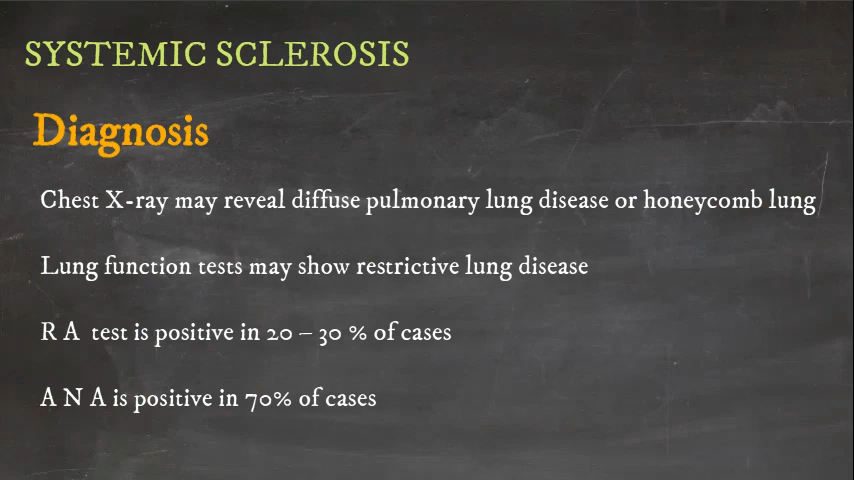 SYSTEMIC SCLEROSIS
Diagnosis
Chest X-ray may reveal diffuse pulmonary lung disease or honeycomb lung
Lung function tests may show restrictive lung disease
R A test is positive in 20 – 30 % of cases
A N A is positive in 70% of cases